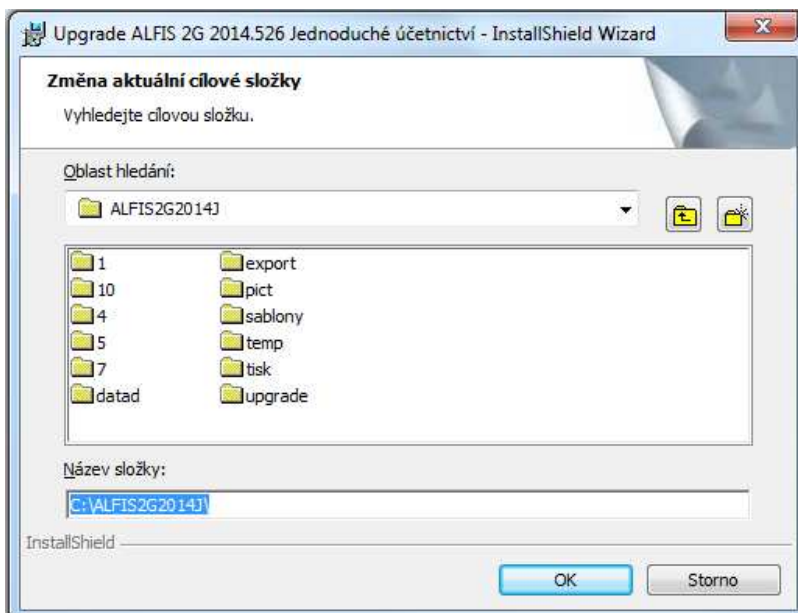 Upgrade ALFIS 2G 2014.526 Jednoduché účetnictví - InstallShield Wizard
Změna aktuální cílové složky
Vyhledejte cílovou složku.
Oblast hledání:
ALFIS2G2014J
1
10
4
5
7
datad
export
pict
sablony
temp
tisk
upgrade
Název složky:
C:\ALFIS2G2014J\
InstallShield
OK
Storno